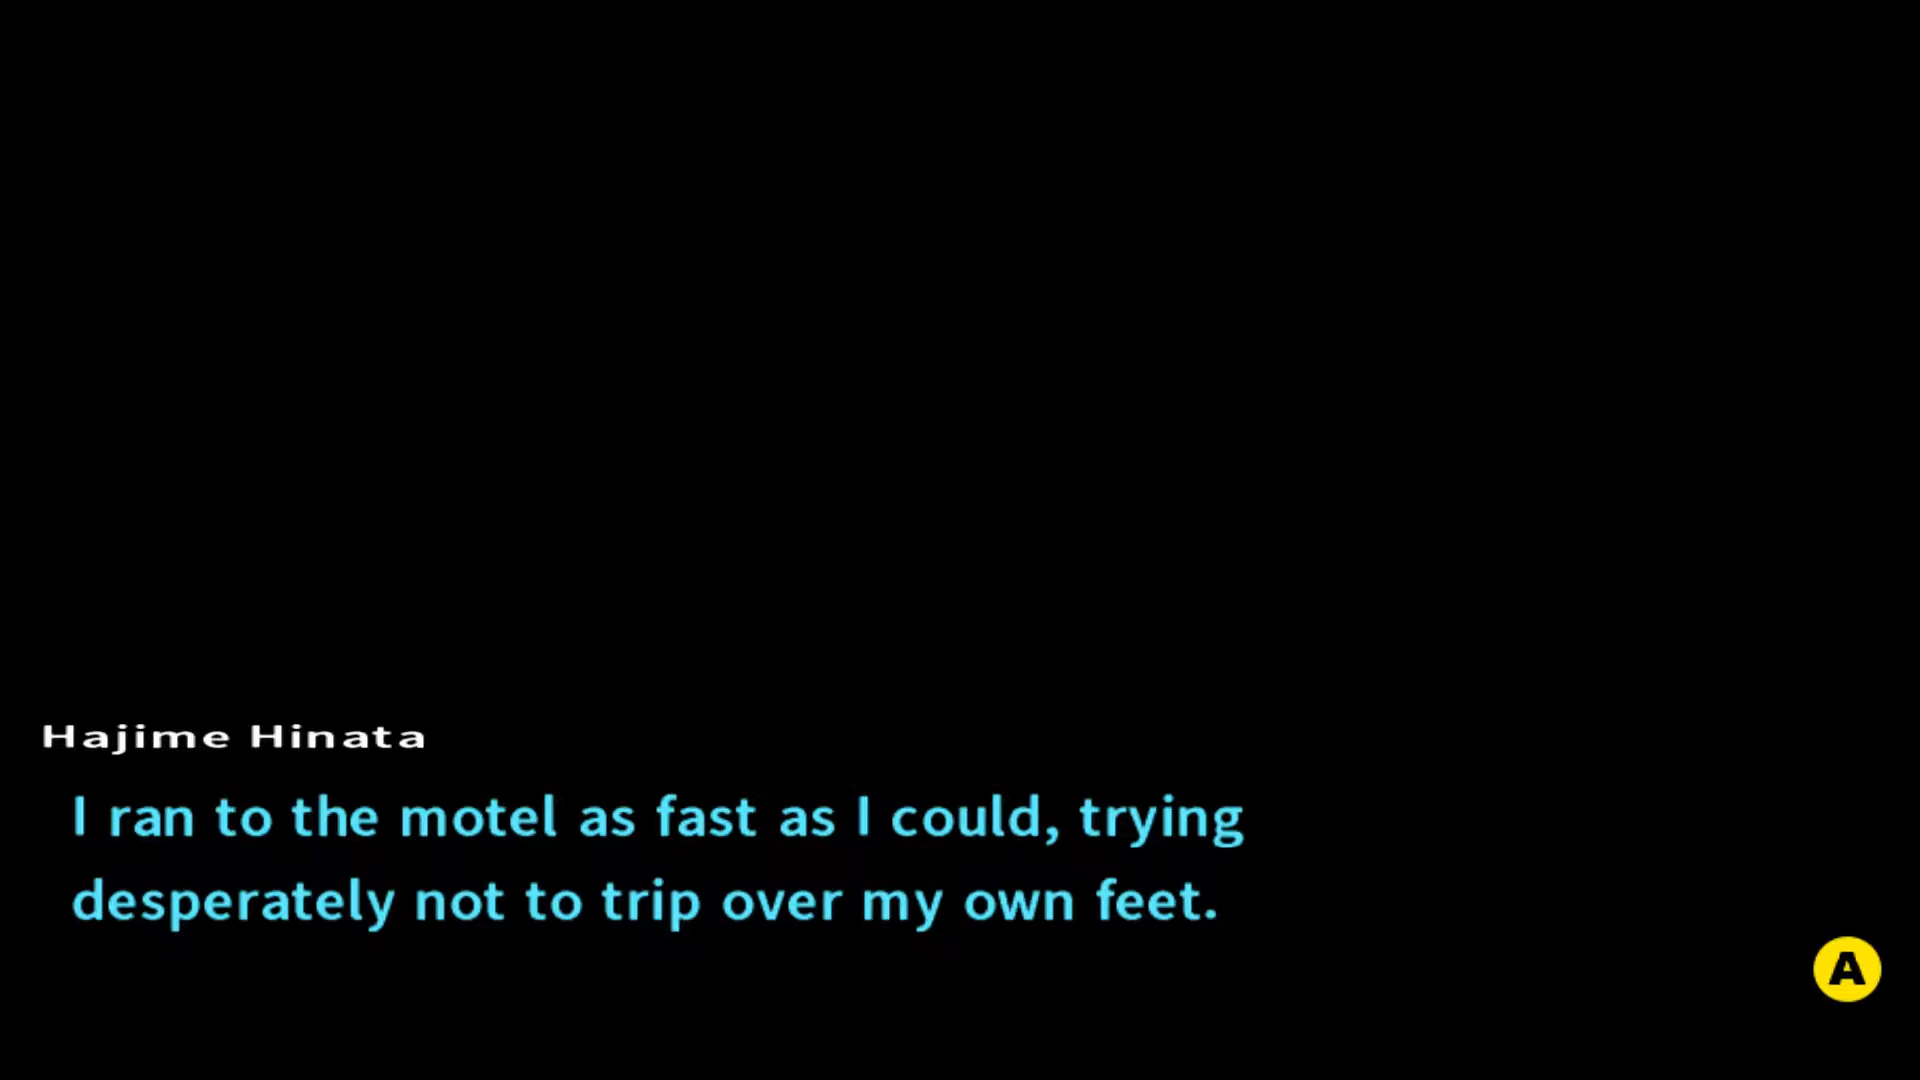 Hajime Hinata
I ran to the motel as fast as I could, trying
desperately not to trip over my own feet.
A